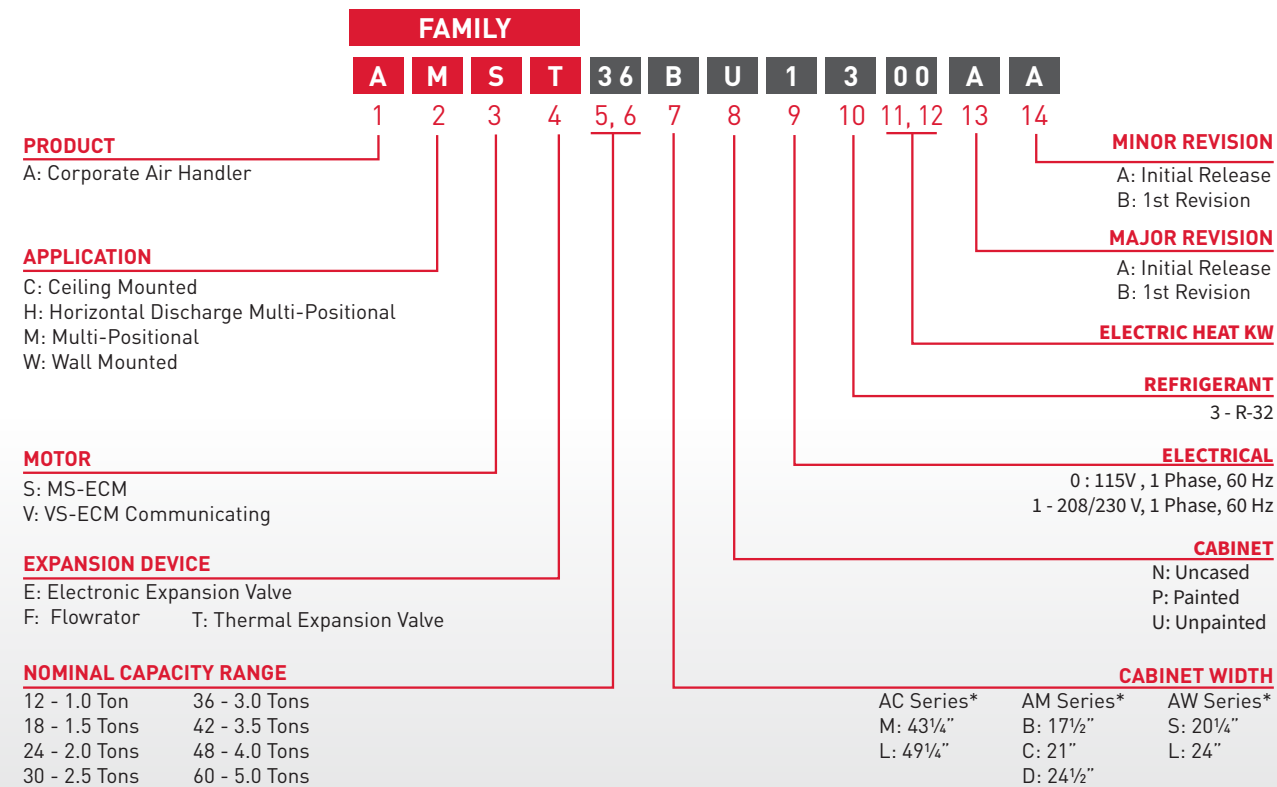 FAMILY
A M S T 36 B U 1 3 00 A A
1 2 3 4 5, 6 7 8 9 10 11, 12 13 14
PRODUCT
A: Corporate Air Handler
APPLICATION
C: Ceiling Mounted
H: Horizontal Discharge Multi-Positional
M: Multi-Positional
W: Wall Mounted
MOTOR
S: MS-ECM
V: VS-ECM Communicating
EXPANSION DEVICE
E: Electronic Expansion Valve
F: Flowrator T: Thermal Expansion Valve
NOMINAL CAPACITY RANGE
12 - 1.0 Ton 36 - 3.0 Tons
18 - 1.5 Tons 42 - 3.5 Tons
24 - 2.0 Tons 48 - 4.0 Tons
30 - 2.5 Tons 60 - 5.0 Tons
MINOR REVISION
A: Initial Release
B: 1st Revision
MAJOR REVISION
A: Initial Release
B: 1st Revision
ELECTRIC HEAT KW
REFRIGERANT
3 - R-32
ELECTRICAL
0 : 115V , 1 Phase, 60 Hz
1 - 208/230 V, 1 Phase, 60 Hz
CABINET
N: Uncased
P: Painted
U: Unpainted
CABINET WIDTH
AC Series* AM Series* AW Series*
M: 43¼” B: 17½” S: 20¼”
L: 49¼” C: 21” L: 24”
D: 24½”